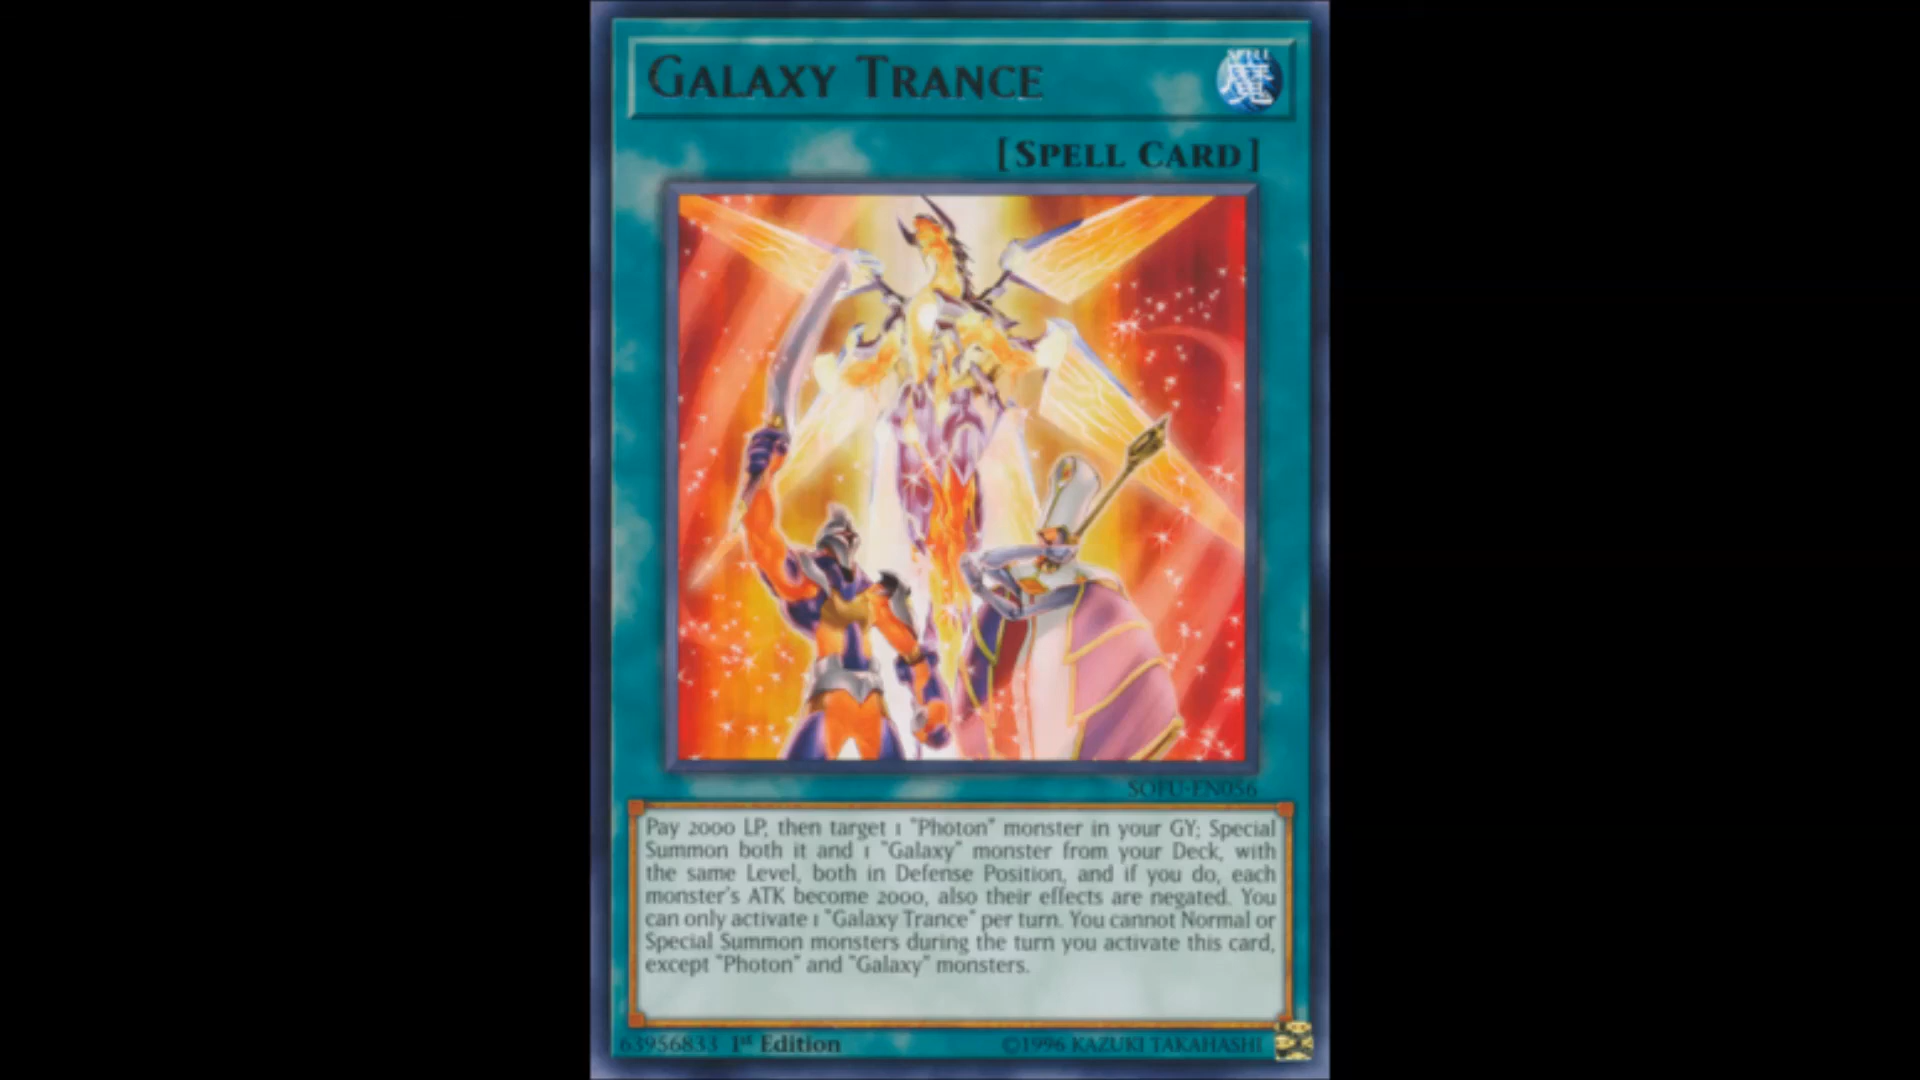 GALAXY TRANCE
SPELL
魔
[SPELL CARD]
SOFU-EN056
Pay 2000 LP, then target 1 "Photon" monster in your GY; Special
Summon both it and 1 "Galaxy" monster from your Deck, with
the same Level, both in Defense Position, and if you do, each
monster's ATK become 2000, also their effects are negated. You
can only activate 1 "Galaxy Trance" per turn. You cannot Normal or
Special Summon monsters during the turn you activate this card,
except "Photon" and "Galaxy" monsters.
63956833 1st Edition ©1996 KAZUKI TAKAHASHI